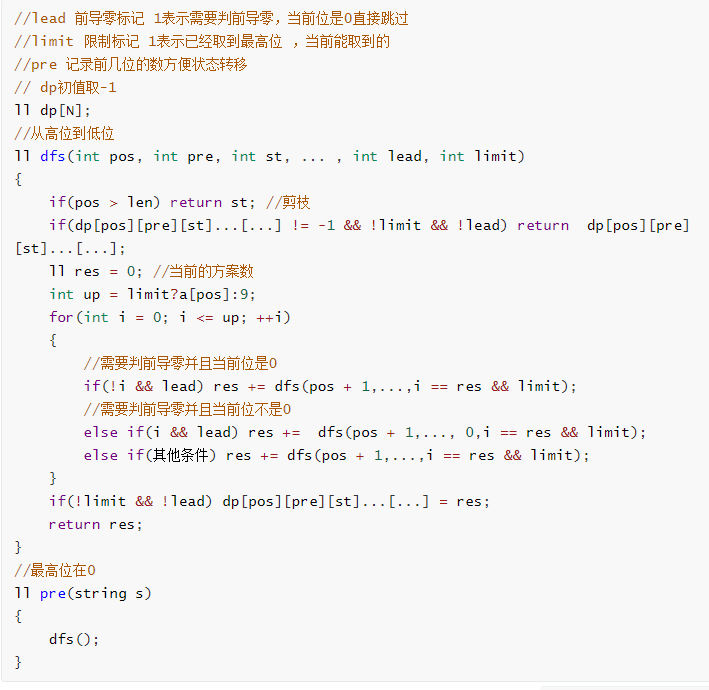 //lead 前导零标记 1表示需要判前导零，当前位是0直接跳过
//limit 限制标记 1表示已经取到最高位 ，当前能取到的
//pre 记录前几位的数方便状态转移
// dp初值取-1
ll dp[N];
//从高位到低位
ll dfs(int pos, int pre, int st, ... , int lead, int limit)
{
    if(pos > len) return st; //剪枝
    if(dp[pos][pre][st]...[...] != -1 && !limit && !lead) return  dp[pos][pre]
[st]...[...];
    ll res = 0; //当前的方案数
    int up = limit?a[pos]:9;
    for(int i = 0; i <= up; ++i)
    {
        //需要判前导零并且当前位是0
        if(!i && lead) res += dfs(pos + 1,...,i == res && limit);
        //需要判前导零并且当前位不是0
        else if(i && lead) res +=  dfs(pos + 1,..., 0,i == res && limit);
        else if(其他条件) res += dfs(pos + 1,...,i == res && limit);
    }
    if(!limit && !lead) dp[pos][pre][st]...[...] = res;
    return res;
}
//最高位在0
ll pre(string s)
{
    dfs();
}